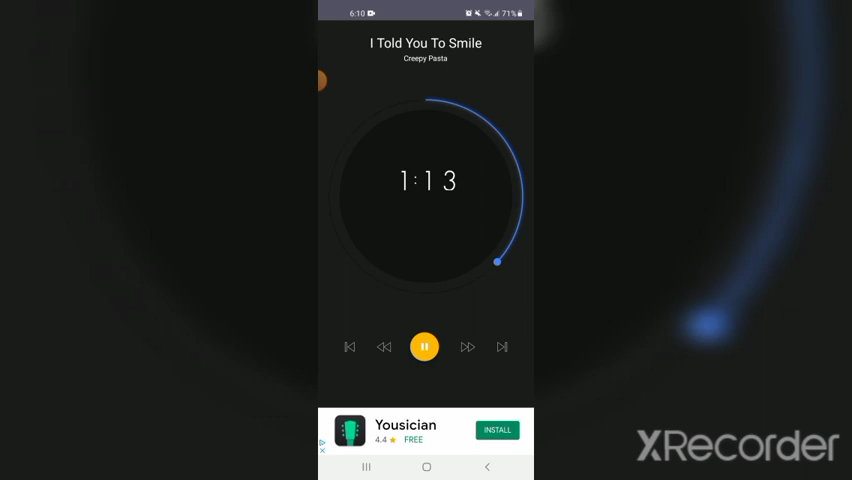 6:10
71%
I Told You To Smile
Creepy Pasta
1:13
Yousician
4.4 ★ FREE
INSTALL
XRecorder